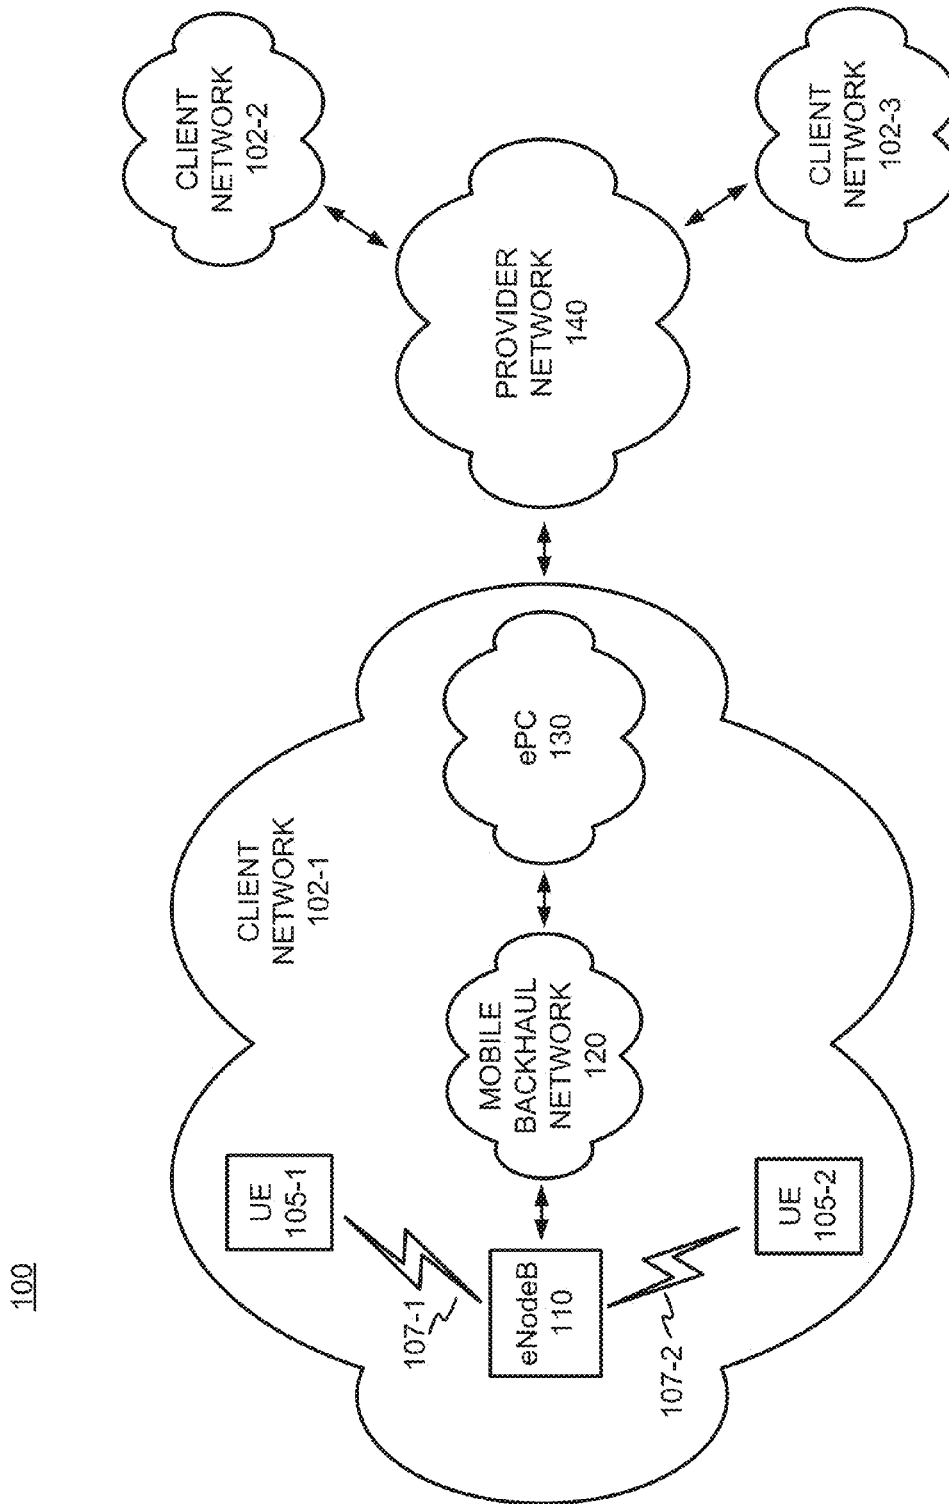 100
CLIENT
NETWORK
102-1
UE
105-1
107-1
eNodeB
110
107-2
UE
105-2
MOBILE
BACKHAUL
NETWORK
120
ePC
130
PROVIDER
NETWORK
140
CLIENT
NETWORK
102-2
CLIENT
NETWORK
102-3